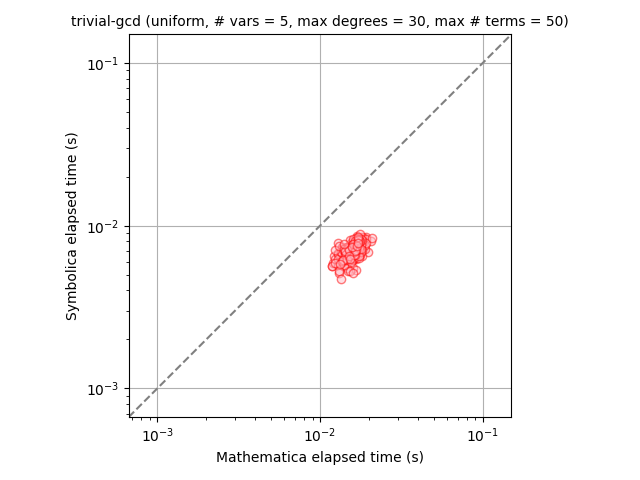 trivial-gcd (uniform, # vars = 5, max degrees = 30, max # terms = 50)
Symbolica elapsed time (s)
10⁻¹
10⁻²
10⁻³
10⁻³ 10⁻² 10⁻¹
Mathematica elapsed time (s)